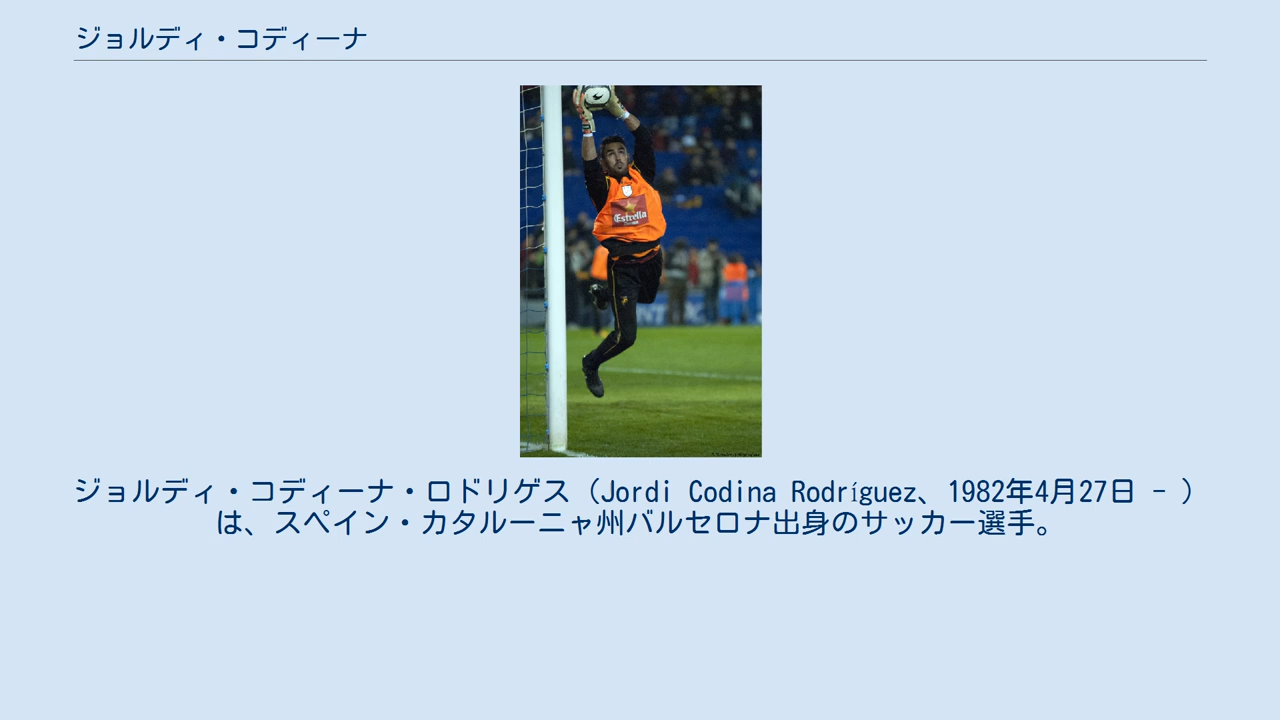 ジョルディ・コディーナ
Estrella
ジョルディ・コディーナ・ロドリゲス（Jordi Codina Rodríguez、1982年4月27日 - ）
は、スペイン・カタルーニャ州バルセロナ出身のサッカー選手。